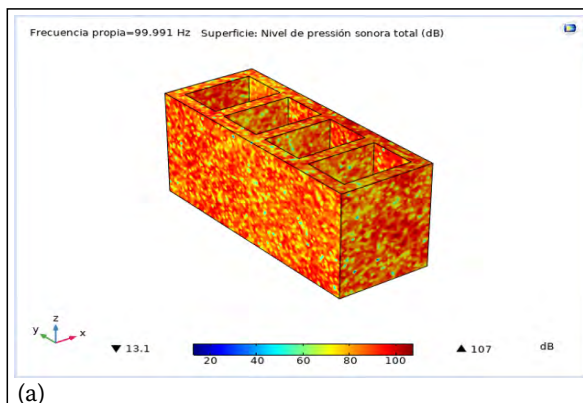 Frecuencia propia=99.991 Hz Superficie: Nivel de presión sonora total (dB)
z
y
x
▼ 13.1
▲ 107
dB
20 40 60 80 100
(a)